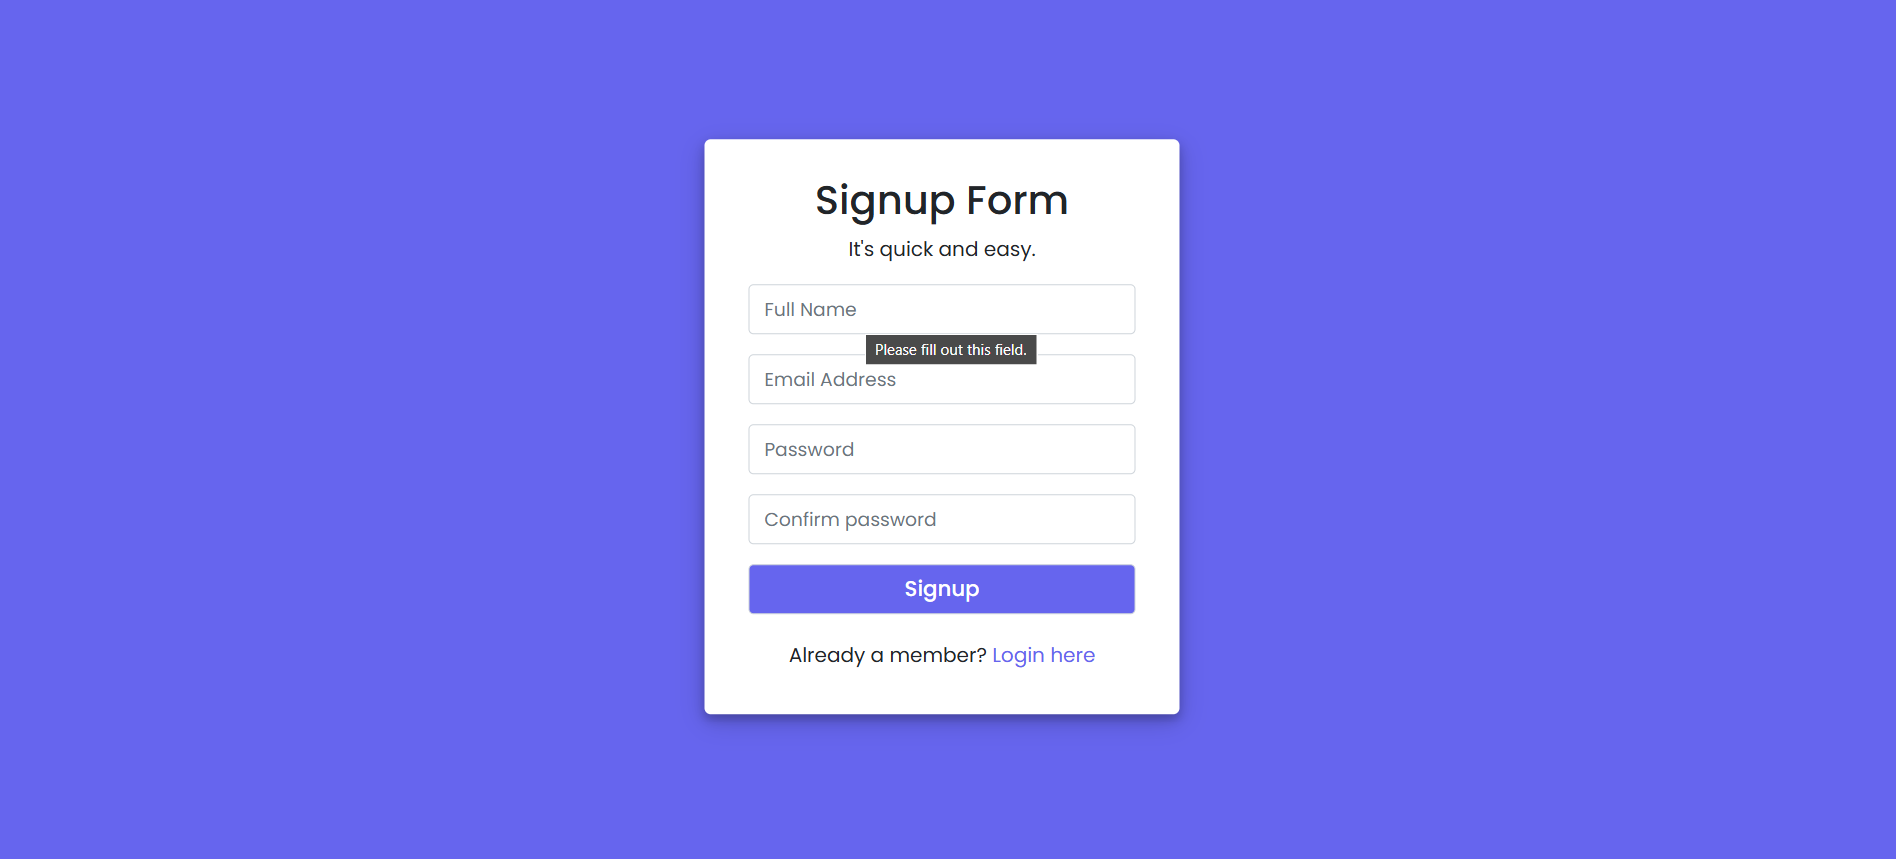 Signup Form
It's quick and easy.
Full Name
Please fill out this field.
Email Address
Password
Confirm password
Signup
Already a member? Login here